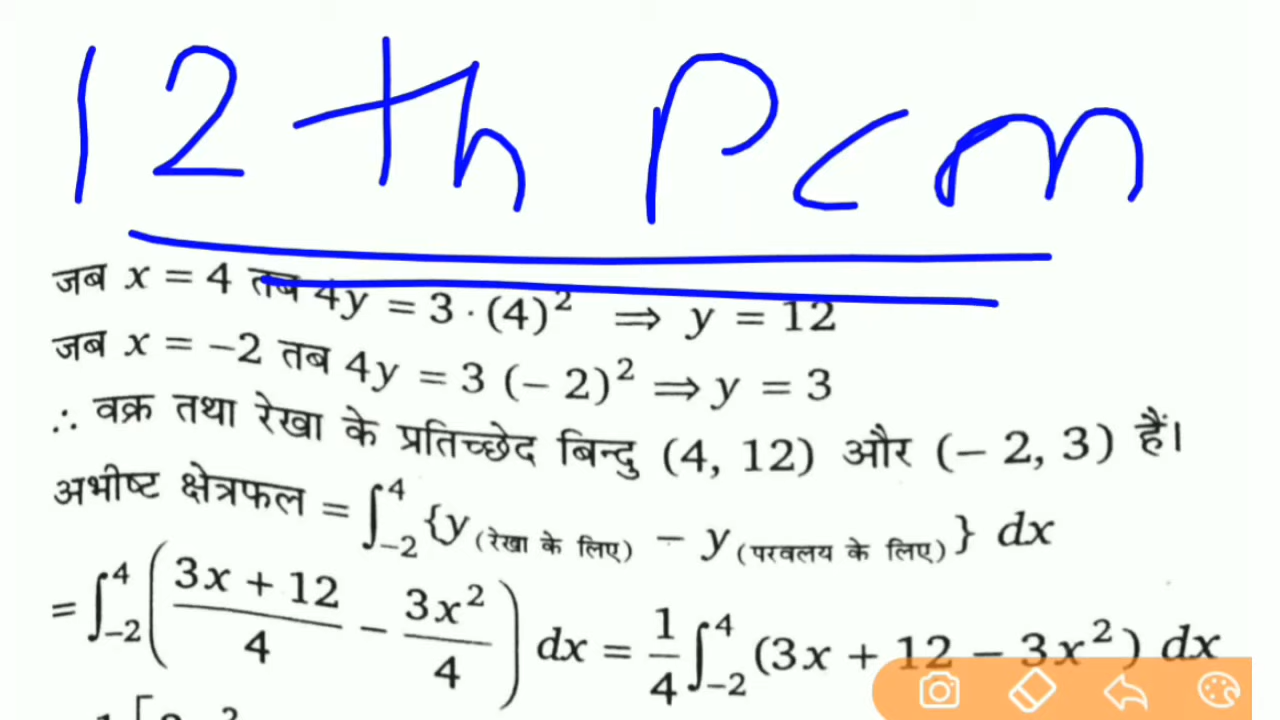 12th Pcm
जब x = 4 तब 4y = 3 · (4)² ⇒ y = 12
जब x = −2 तब 4y = 3 (− 2)² ⇒ y = 3
∴ वक्र तथा रेखा के प्रतिच्छेद बिन्दु (4, 12) और (− 2, 3) हैं।
अभीष्ट क्षेत्रफल = ∫₋₂⁴ {y (रेखा के लिए) − y (परवलय के लिए)} dx
= ∫₋₂⁴ ((3x + 12)/4 − 3x²/4) dx = 1/4 ∫₋₂⁴ (3x + 12 − 3x²) dx